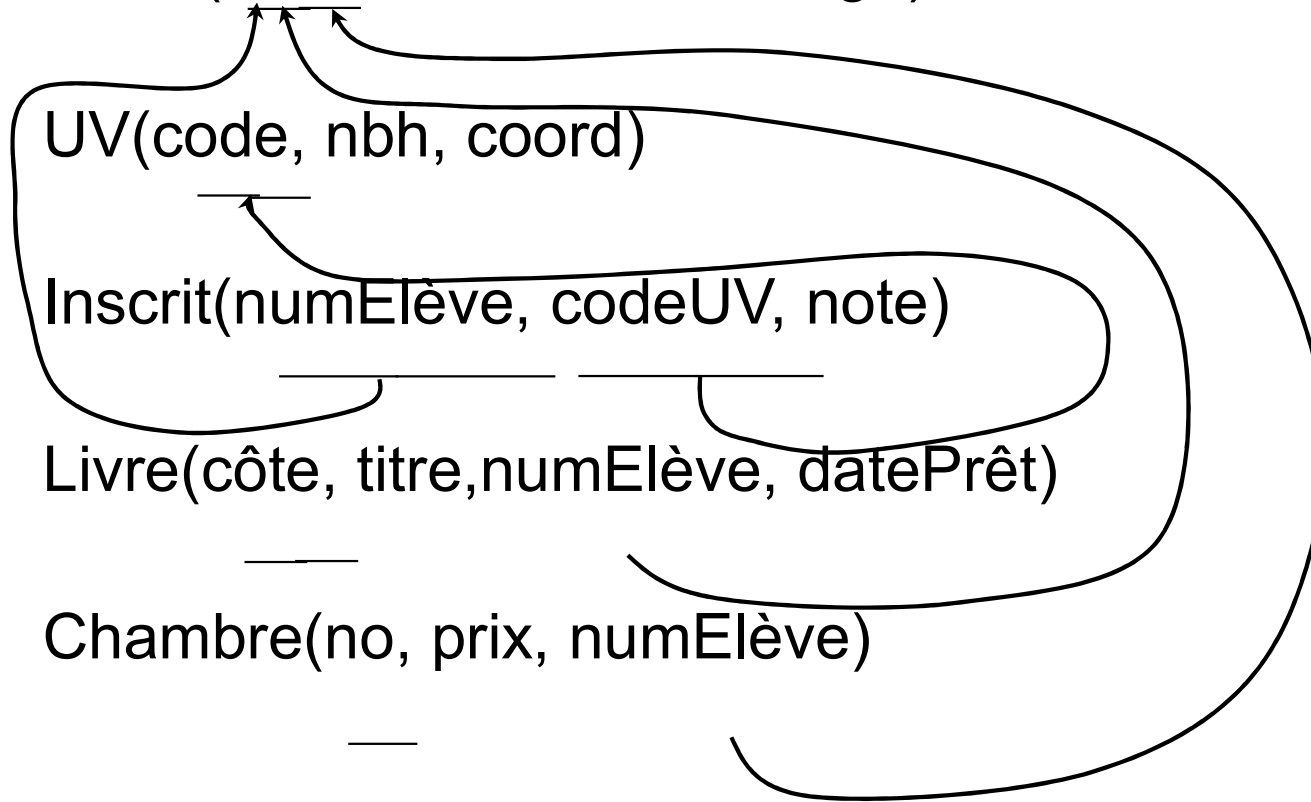 UV(code, nbh, coord)
Inscrit(numElève, codeUV, note)
Livre(côte, titre,numElève, datePrêt)
Chambre(no, prix, numElève)